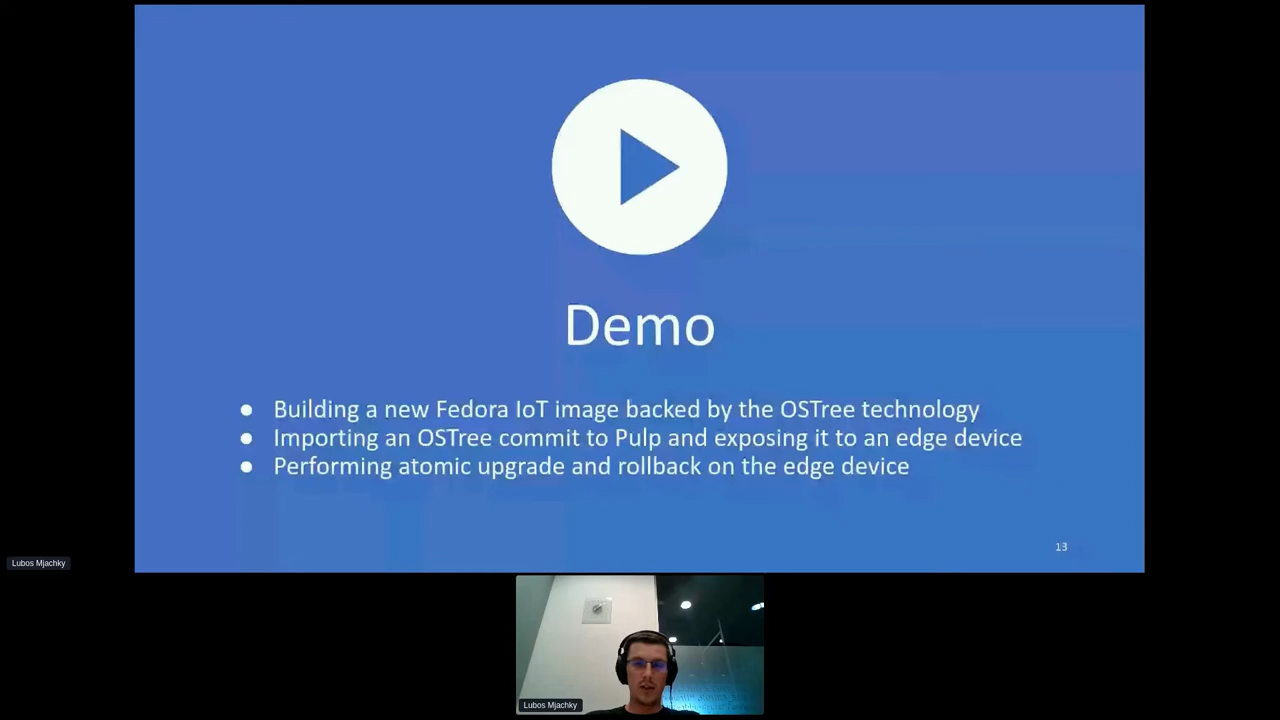 Demo
● Building a new Fedora IoT image backed by the OSTree technology
● Importing an OSTree commit to Pulp and exposing it to an edge device
● Performing atomic upgrade and rollback on the edge device
13
Lubos Mjachky
Lubos Mjachky